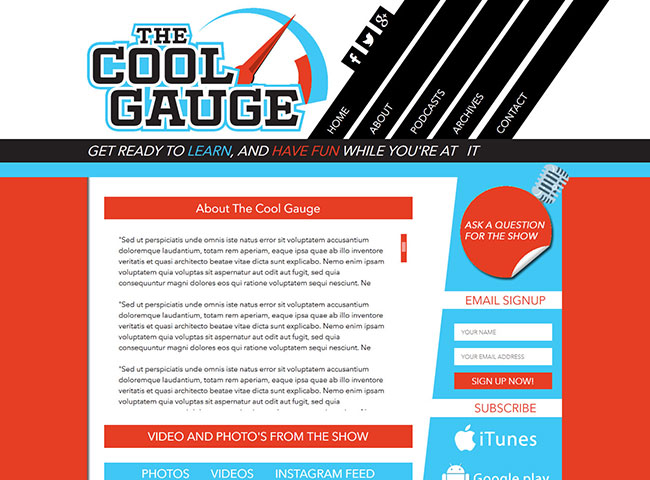 THE
COOL
GAUGE
g+
HOME
ABOUT
PODCASTS
ARCHIVES
CONTACT
GET READY TO LEARN, AND HAVE FUN WHILE YOU'RE AT IT
About The Cool Gauge
"Sed ut perspiciatis unde omnis iste natus error sit voluptatem accusantium
doloremque laudantium, totam rem aperiam, eaque ipsa quae ab illo inventore
veritatis et quasi architecto beatae vitae dicta sunt explicabo. Nemo enim ipsam
voluptatem quia voluptas sit aspernatur aut odit aut fugit, sed quia
consequuntur magni dolores eos qui ratione voluptatem sequi nesciunt. Ne
"Sed ut perspiciatis unde omnis iste natus error sit voluptatem accusantium
doloremque laudantium, totam rem aperiam, eaque ipsa quae ab illo inventore
veritatis et quasi architecto beatae vitae dicta sunt explicabo. Nemo enim ipsam
voluptatem quia voluptas sit aspernatur aut odit aut fugit, sed quia
consequuntur magni dolores eos qui ratione voluptatem sequi nesciunt. Ne
"Sed ut perspiciatis unde omnis iste natus error sit voluptatem accusantium
doloremque laudantium, totam rem aperiam, eaque ipsa quae ab illo inventore
veritatis et quasi architecto beatae vitae dicta sunt explicabo. Nemo enim ipsam
voluptatem quia voluptas sit aspernatur aut odit aut fugit, sed quia
VIDEO AND PHOTO'S FROM THE SHOW
PHOTOS VIDEOS INSTAGRAM FEED
ASK A QUESTION
FOR THE SHOW
EMAIL SIGNUP
YOUR NAME
YOUR EMAIL ADDRESS
SIGN UP NOW!
SUBSCRIBE
iTunes
Google play